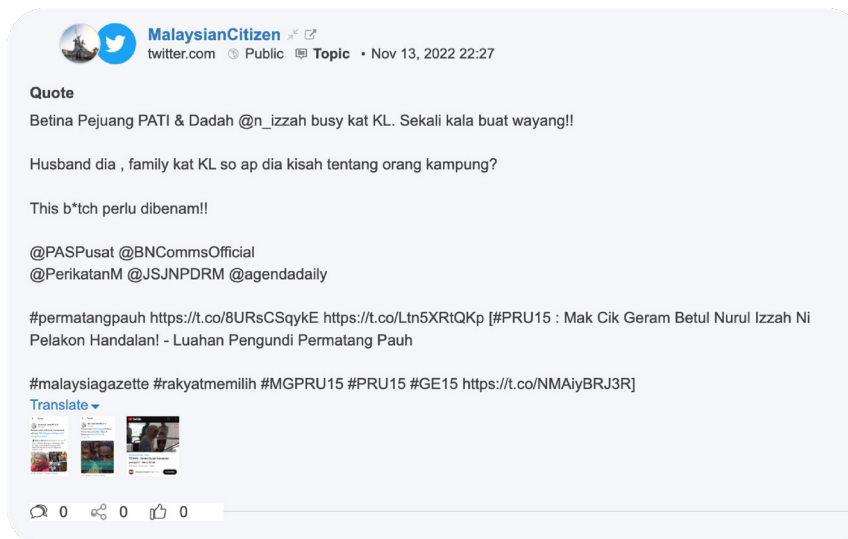 MalaysianCitizen
twitter.com Public Topic • Nov 13, 2022 22:27
Quote
Betina Pejuang PATI & Dadah @n_izzah busy kat KL. Sekali kala buat wayang!!
Husband dia , family kat KL so ap dia kisah tentang orang kampung?
This b*tch perlu dibenam!!
@PASPusat @BNCommsOfficial
@PerikatanM @JSJNPDRM @agendadaily
#permatangpauh https://t.co/8URsCSqykE https://t.co/Ltn5XRtQKp [#PRU15 : Mak Cik Geram Betul Nurul Izzah Ni
Pelakon Handalan! - Luahan Pengundi Permatang Pauh
#malaysiagazette #rakyatmemilih #MGPRU15 #PRU15 #GE15 https://t.co/NMAiyBRJ3R]
Translate
0 0 0